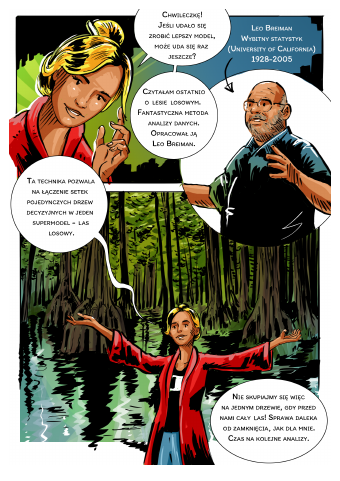 Chwileczkę!
Jeśli udało się
zrobić lepszy model,
może uda się raz
jeszcze?
Leo Breiman
Wybitny statystyk
(University of California)
1928-2005
Czytałam ostatnio
o lesie losowym.
Fantastyczna metoda
analizy danych.
Opracował ją
Leo Breiman.
Ta technika pozwala
na łączenie setek
pojedynczych drzew
decyzyjnych w jeden
supermodel – las
losowy.
Nie skupiajmy się więc
na jednym drzewie, gdy przed
nami cały las! Sprawa daleka
od zamknięcia, jak dla mnie.
Czas na kolejne analizy.